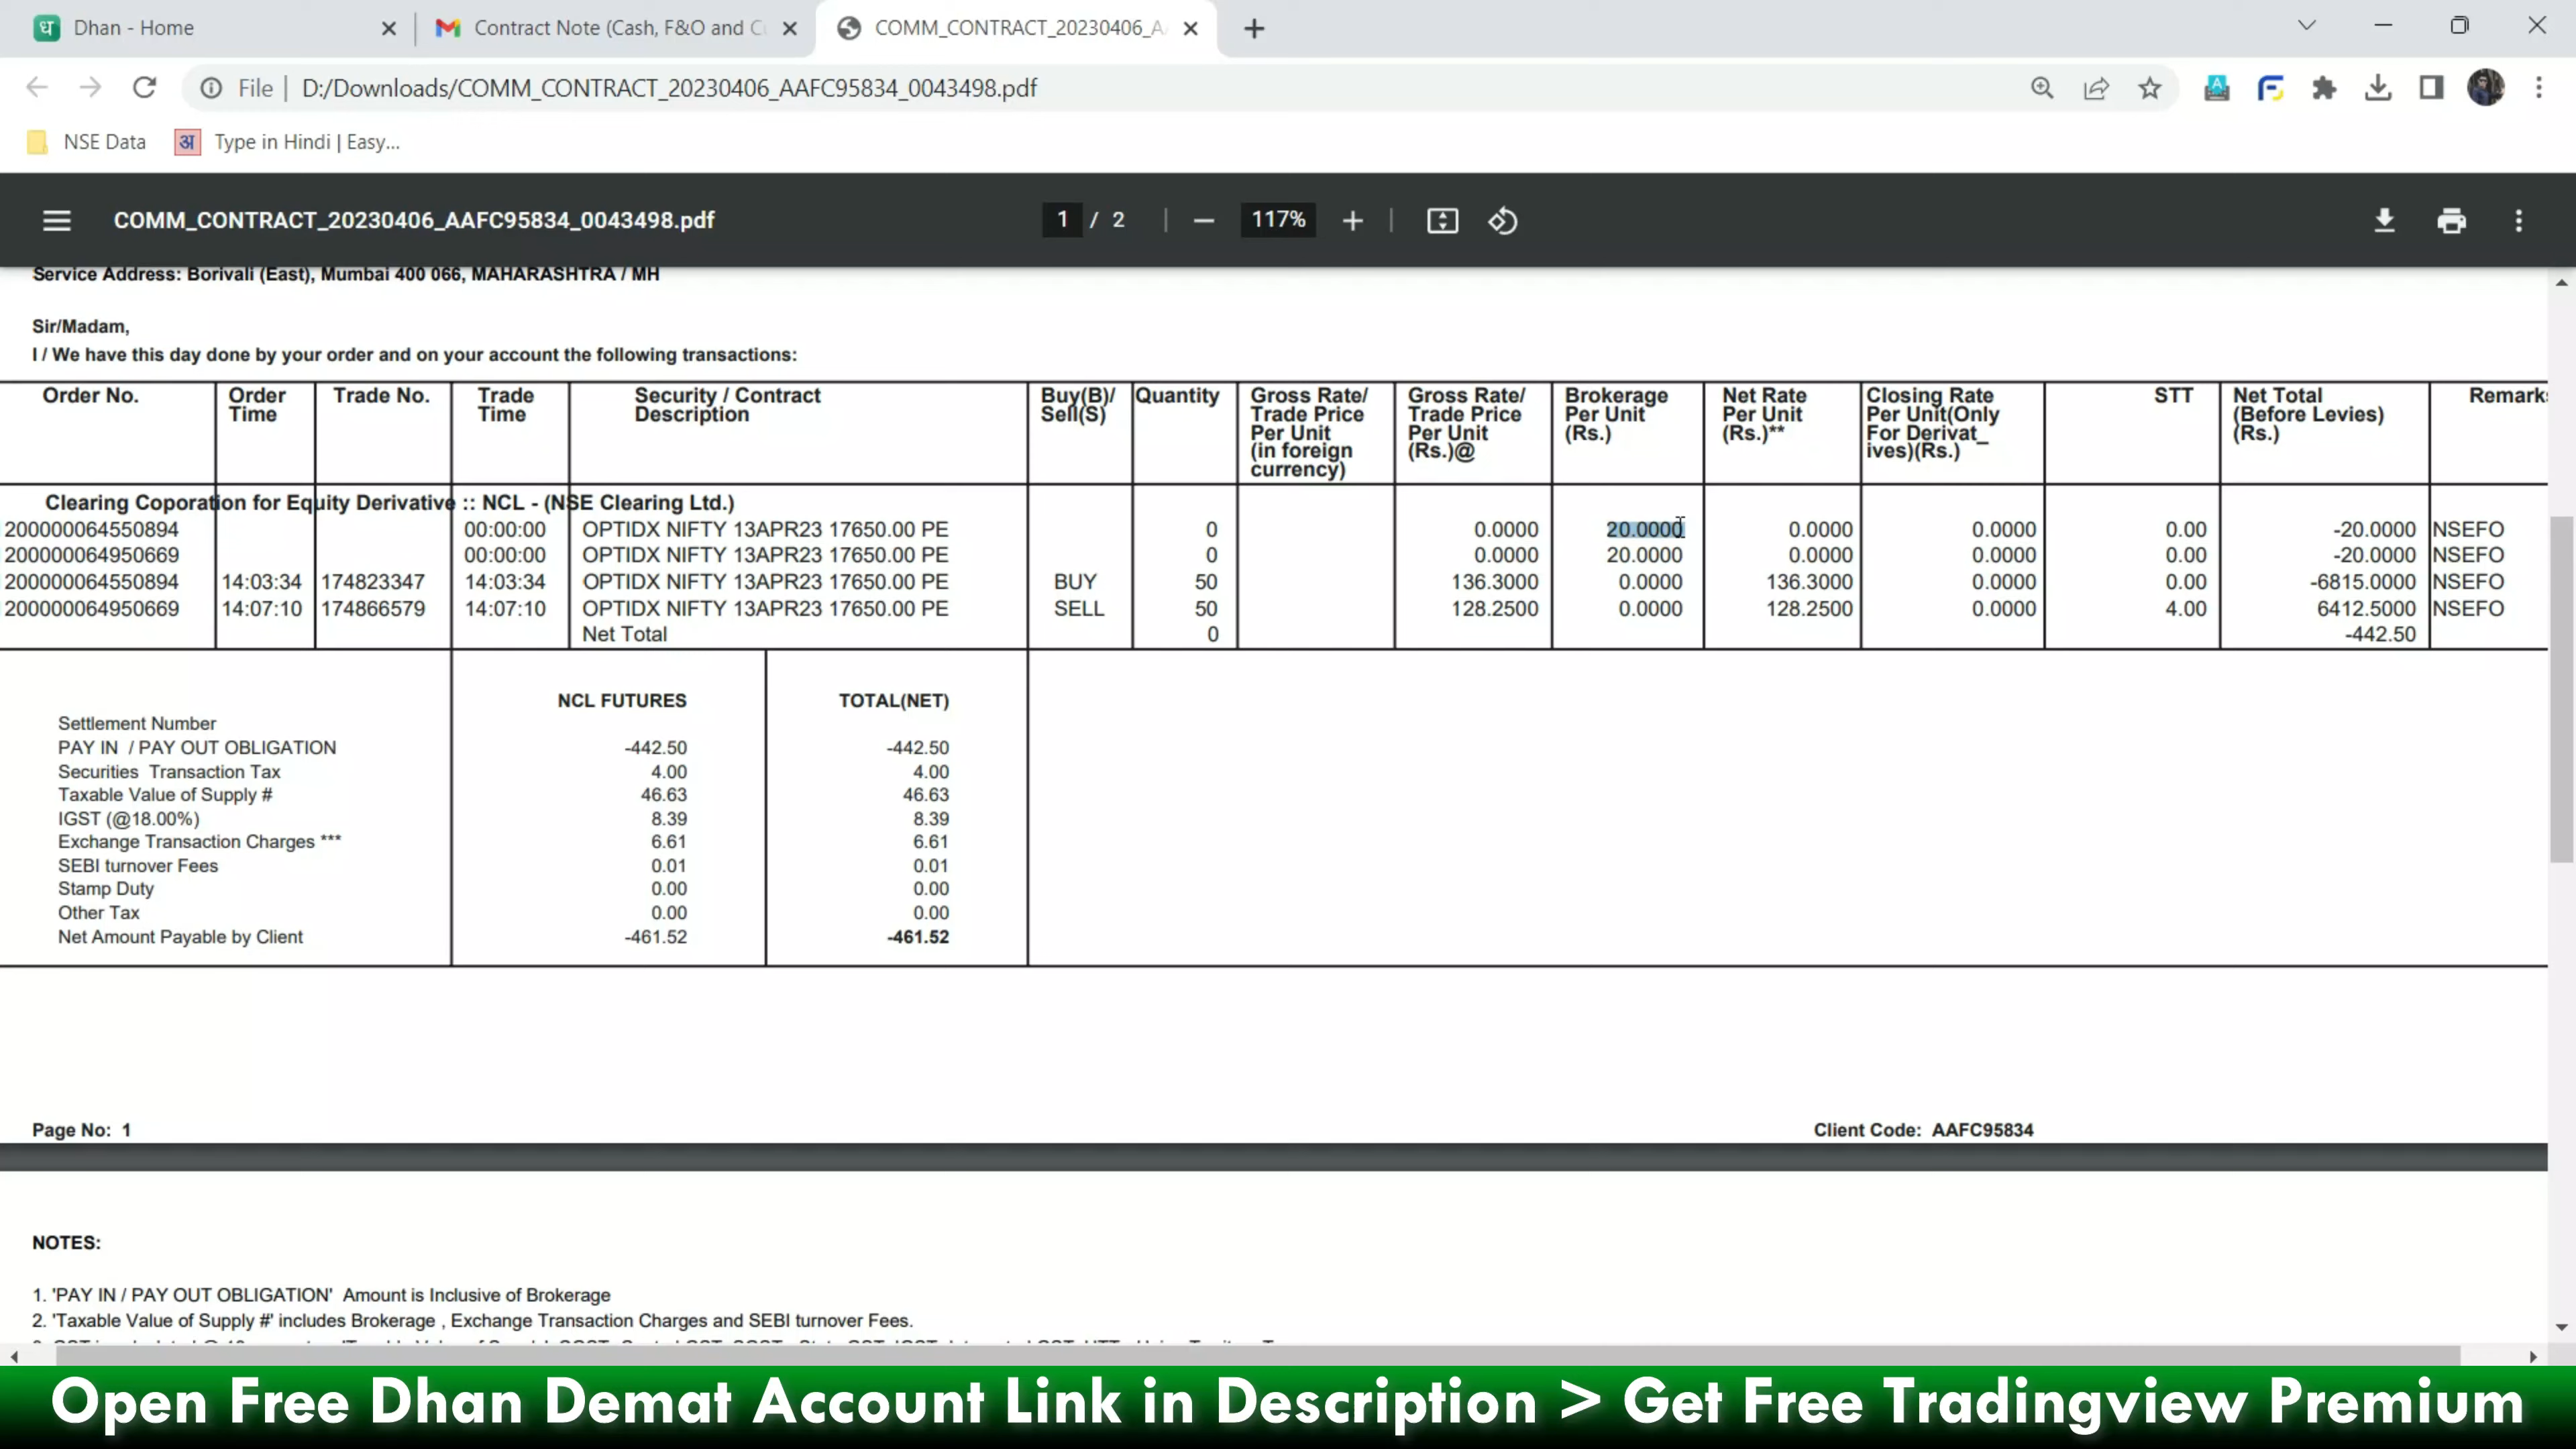 Dhan - Home
Contract Note (Cash, F&O and C
COMM_CONTRACT_20230406_A
File | D:/Downloads/COMM_CONTRACT_20230406_AAFC95834_0043498.pdf
NSE Data
अ Type in Hindi | Easy...
COMM_CONTRACT_20230406_AAFC95834_0043498.pdf
1 / 2
117%
Service Address: Borivali (East), Mumbai 400 066, MAHARASHTRA / MH
Sir/Madam,
I / We have this day done by your order and on your account the following transactions:
Order No. Order Time Trade No. Trade Time Security / Contract Description Buy(B)/ Sell(S) Quantity Gross Rate/ Trade Price Per Unit (in foreign currency) Gross Rate/ Trade Price Per Unit (Rs.)@ Brokerage Per Unit (Rs.) Net Rate Per Unit (Rs.)** Closing Rate Per Unit(Only For Derivat_ ives)(Rs.) STT Net Total (Before Levies) (Rs.) Remark
Clearing Coporation for Equity Derivative :: NCL - (NSE Clearing Ltd.)
200000064550894 00:00:00 OPTIDX NIFTY 13APR23 17650.00 PE 0 0.0000 20.0000 0.0000 0.0000 0.00 -20.0000 NSEFO
200000064950669 00:00:00 OPTIDX NIFTY 13APR23 17650.00 PE 0 0.0000 20.0000 0.0000 0.0000 0.00 -20.0000 NSEFO
200000064550894 14:03:34 174823347 14:03:34 OPTIDX NIFTY 13APR23 17650.00 PE BUY 50 136.3000 0.0000 136.3000 0.0000 0.00 -6815.0000 NSEFO
200000064950669 14:07:10 174866579 14:07:10 OPTIDX NIFTY 13APR23 17650.00 PE SELL 50 128.2500 0.0000 128.2500 0.0000 4.00 6412.5000 NSEFO
Net Total 0 -442.50
NCL FUTURES TOTAL(NET)
Settlement Number
PAY IN / PAY OUT OBLIGATION -442.50 -442.50
Securities Transaction Tax 4.00 4.00
Taxable Value of Supply # 46.63 46.63
IGST (@18.00%) 8.39 8.39
Exchange Transaction Charges *** 6.61 6.61
SEBI turnover Fees 0.01 0.01
Stamp Duty 0.00 0.00
Other Tax 0.00 0.00
Net Amount Payable by Client -461.52 -461.52
Page No: 1 Client Code: AAFC95834
NOTES:
1. 'PAY IN / PAY OUT OBLIGATION' Amount is Inclusive of Brokerage
2. 'Taxable Value of Supply #' includes Brokerage , Exchange Transaction Charges and SEBI turnover Fees.
Open Free Dhan Demat Account Link in Description > Get Free Tradingview Premium